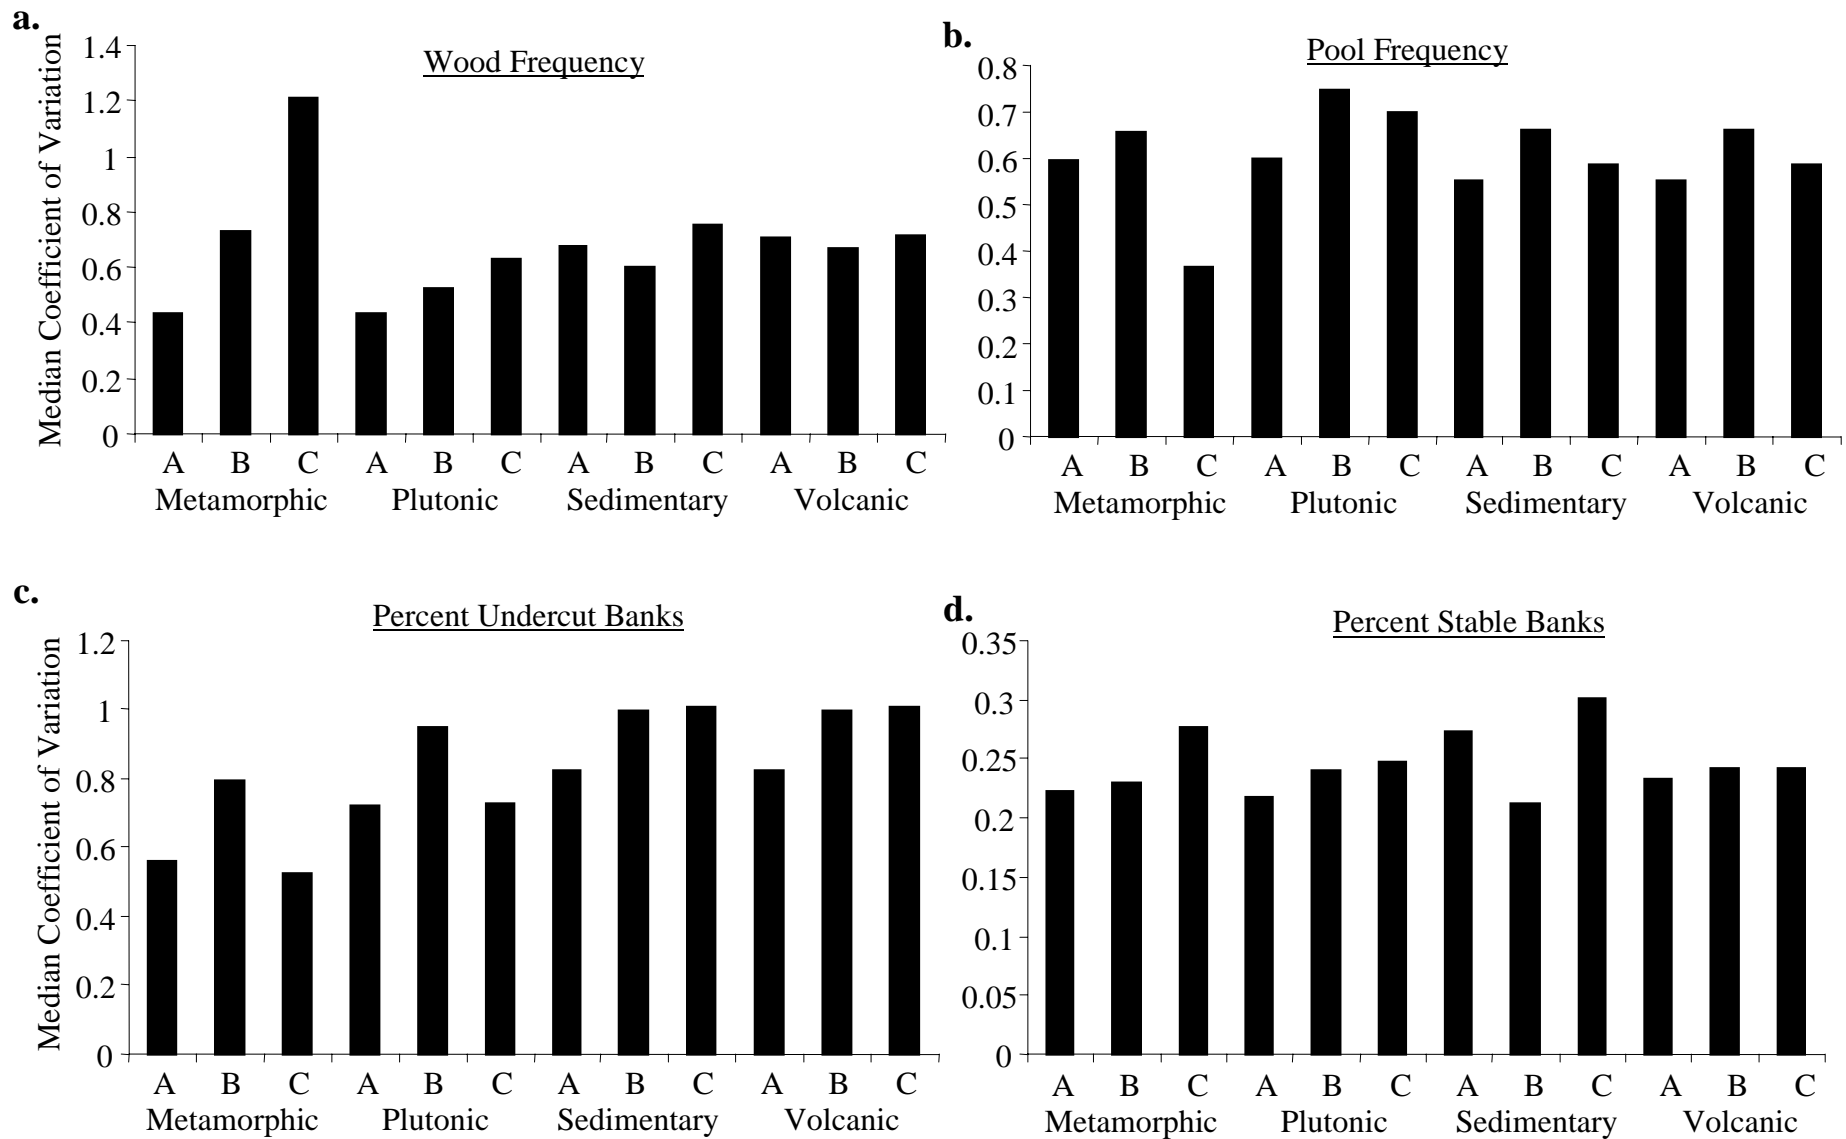 a.
Wood Frequency
Median Coefficient of Variation
1.4
1.2
1
0.8
0.6
0.4
0.2
0
A B C A B C A B C A B C
Metamorphic Plutonic Sedimentary Volcanic
b.
Pool Frequency
0.8
0.7
0.6
0.5
0.4
0.3
0.2
0.1
0
A B C A B C A B C A B C
Metamorphic Plutonic Sedimentary Volcanic
c.
Percent Undercut Banks
Median Coefficient of Variation
1.2
1
0.8
0.6
0.4
0.2
0
A B C A B C A B C A B C
Metamorphic Plutonic Sedimentary Volcanic
d.
Percent Stable Banks
0.35
0.3
0.25
0.2
0.15
0.1
0.05
0
A B C A B C A B C A B C
Metamorphic Plutonic Sedimentary Volcanic